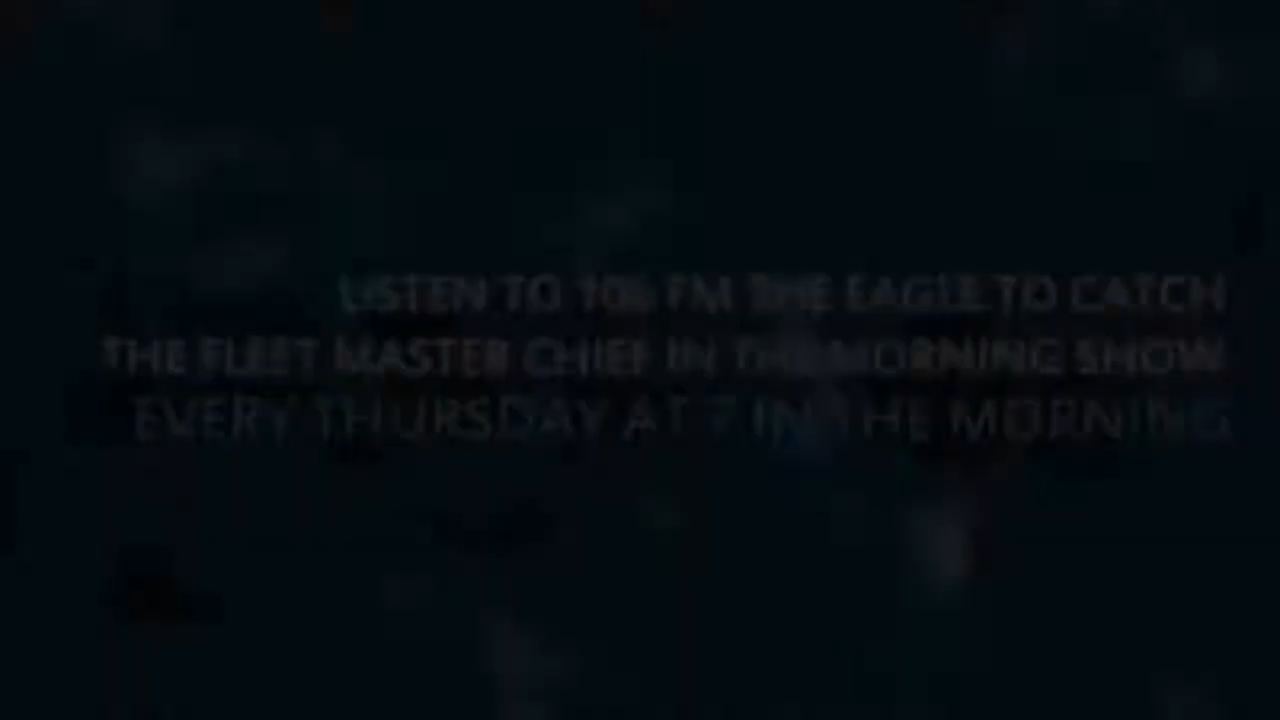 LISTEN TO 106 FM THE EAGLE TO CATCH
THE FLEET MASTER CHIEF IN THE MORNING SHOW
EVERY THURSDAY AT 7 IN THE MORNING